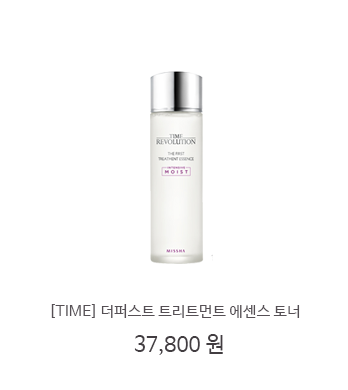 TIME
REVOLUTION
THE FIRST
TREATMENT ESSENCE
INTENSIVE
MOIST
MISSHA
[TIME] 더퍼스트 트리트먼트 에센스 토너
37,800 원